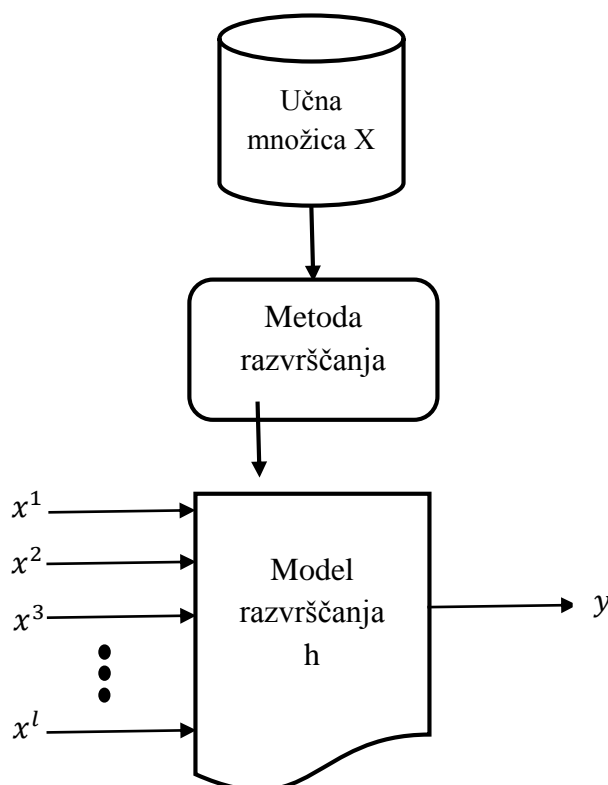 Učna
množica X
Metoda
razvrščanja
x¹
x²
x³
xˡ
Model
razvrščanja
h
y